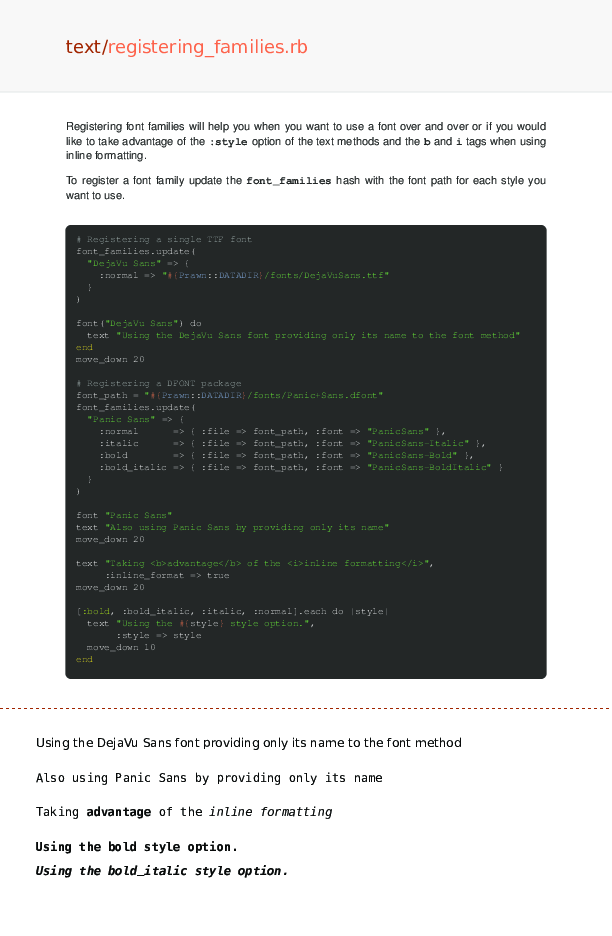 text/registering_families.rb
Registering font families will help you when you want to use a font over and over or if you would
like to take advantage of the :style option of the text methods and the b and i tags when using
inline formatting.
To register a font family update the font_families hash with the font path for each style you
want to use.
# Registering a single TTF font
font_families.update(
  "DejaVu Sans" => {
    :normal => "#{Prawn::DATADIR}/fonts/DejaVuSans.ttf"
  }
)
font("DejaVu Sans") do
  text "Using the DejaVu Sans font providing only its name to the font method"
end
move_down 20
# Registering a DFONT package
font_path = "#{Prawn::DATADIR}/fonts/Panic+Sans.dfont"
font_families.update(
  "Panic Sans" => {
    :normal      => { :file => font_path, :font => "PanicSans" },
    :italic      => { :file => font_path, :font => "PanicSans-Italic" },
    :bold        => { :file => font_path, :font => "PanicSans-Bold" },
    :bold_italic => { :file => font_path, :font => "PanicSans-BoldItalic" }
  }
)
font "Panic Sans"
text "Also using Panic Sans by providing only its name"
move_down 20
text "Taking <b>advantage</b> of the <i>inline formatting</i>",
     :inline_format => true
move_down 20
[:bold, :bold_italic, :italic, :normal].each do |style|
  text "Using the #{style} style option.",
       :style => style
  move_down 10
end
Using the DejaVu Sans font providing only its name to the font method
Also using Panic Sans by providing only its name
Taking advantage of the inline formatting
Using the bold style option.
Using the bold_italic style option.